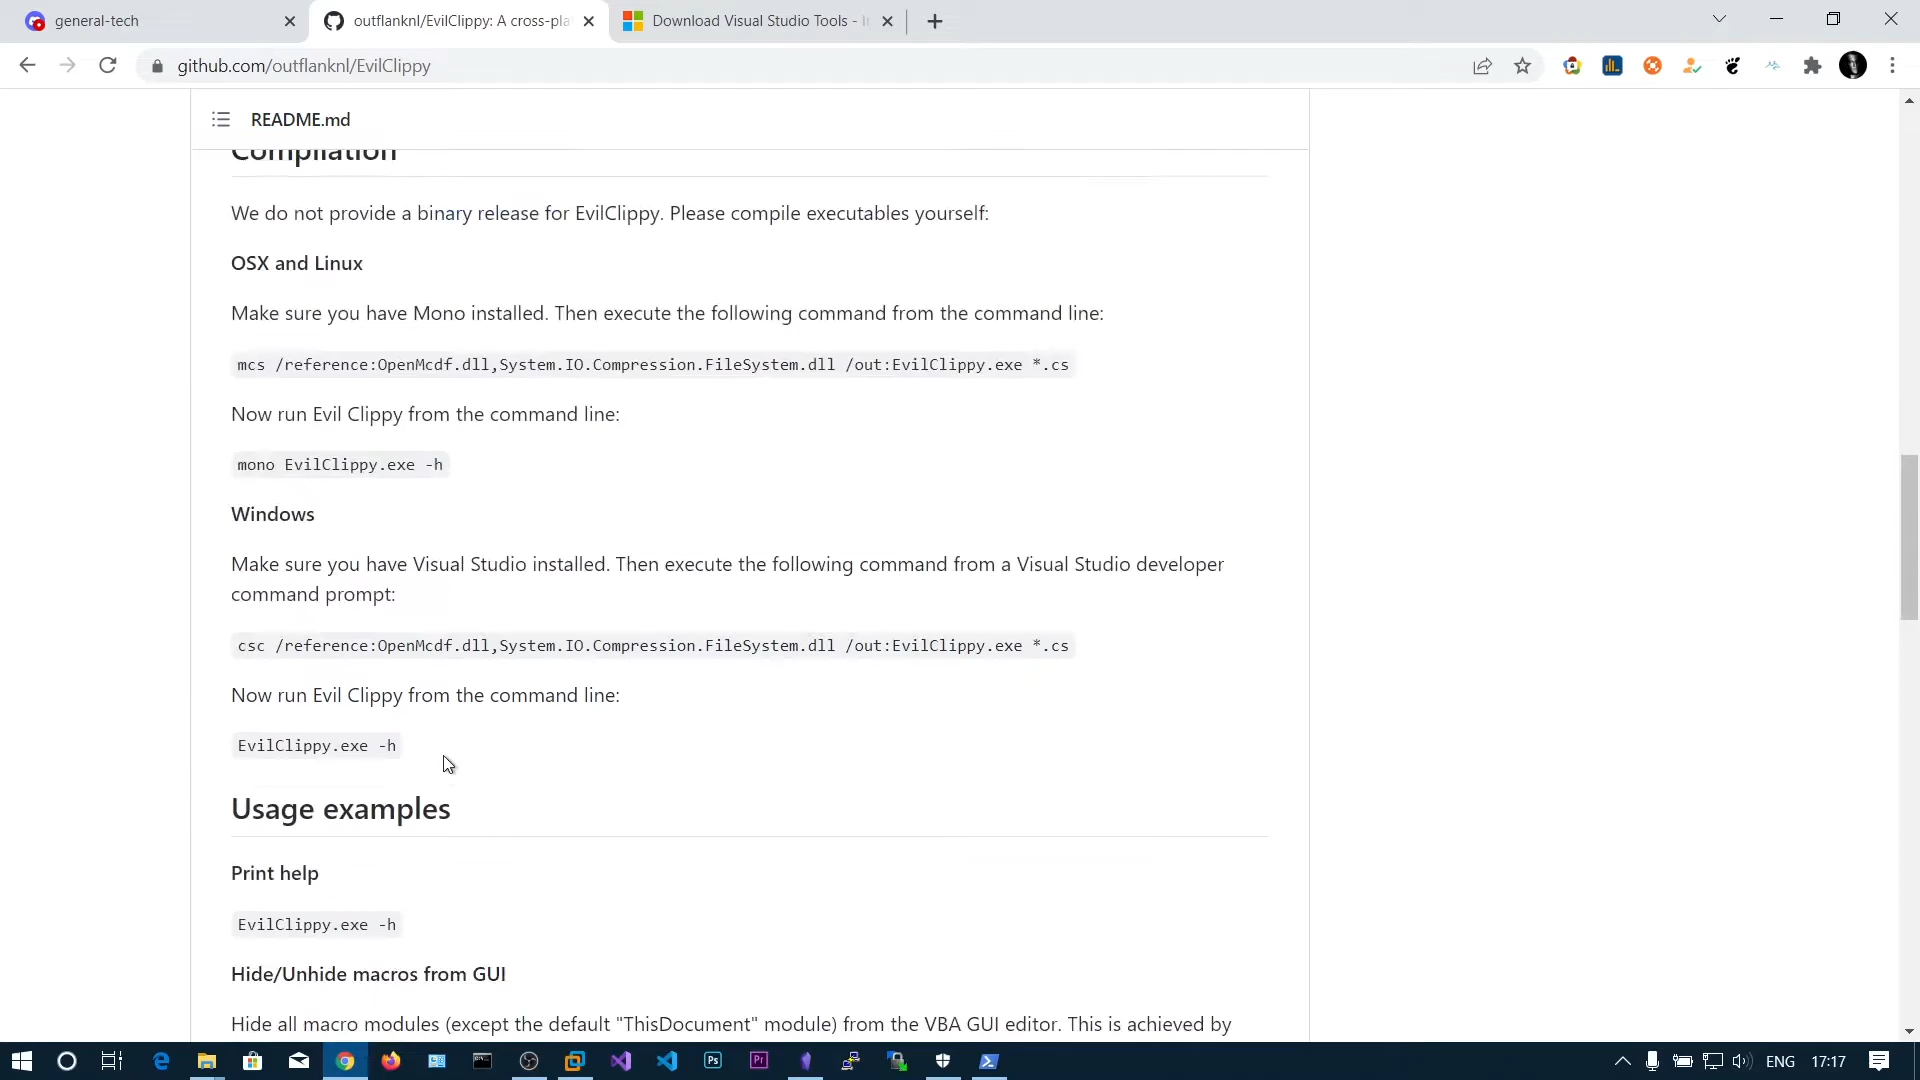 general-tech
outflanknl/EvilClippy: A cross-pla
Download Visual Studio Tools - I
github.com/outflanknl/EvilClippy
README.md
Compilation
We do not provide a binary release for EvilClippy. Please compile executables yourself:
OSX and Linux
Make sure you have Mono installed. Then execute the following command from the command line:
mcs /reference:OpenMcdf.dll,System.IO.Compression.FileSystem.dll /out:EvilClippy.exe *.cs
Now run Evil Clippy from the command line:
mono EvilClippy.exe -h
Windows
Make sure you have Visual Studio installed. Then execute the following command from a Visual Studio developer
command prompt:
csc /reference:OpenMcdf.dll,System.IO.Compression.FileSystem.dll /out:EvilClippy.exe *.cs
Now run Evil Clippy from the command line:
EvilClippy.exe -h
Usage examples
Print help
EvilClippy.exe -h
Hide/Unhide macros from GUI
Hide all macro modules (except the default "ThisDocument" module) from the VBA GUI editor. This is achieved by
Ps
Pr
ENG
17:17